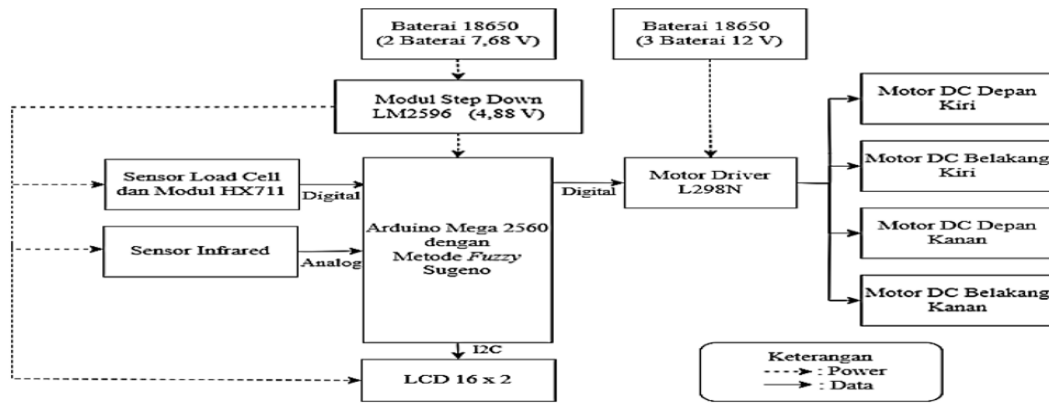 Baterai 18650
(2 Baterai 7,68 V)
Baterai 18650
(3 Baterai 12 V)
Modul Step Down
LM2596 (4,88 V)
Motor DC Depan
Kiri
Sensor Load Cell
dan Modul HX711
Digital
Digital
Motor Driver
L298N
Motor DC Belakang
Kiri
Arduino Mega 2560
dengan
Metode Fuzzy
Sugeno
Sensor Infrared
Analog
Motor DC Depan
Kanan
Motor DC Belakang
Kanan
I2C
LCD 16 x 2
Keterangan
: Power
: Data